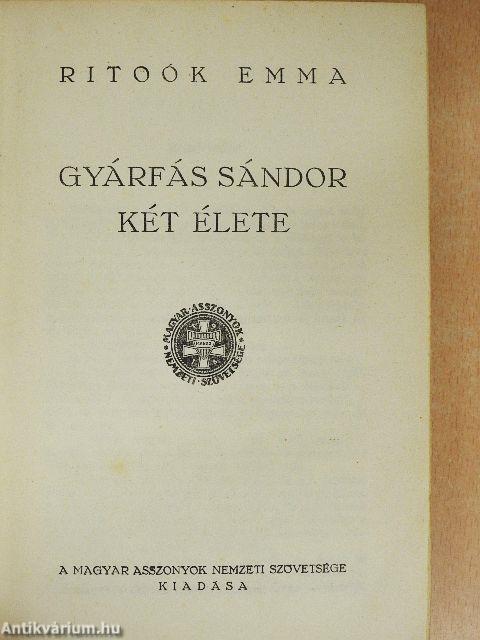 RITOÓK EMMA
GYÁRFÁS SÁNDOR
KÉT ÉLETE
MAGYAR·ASSZONYOK
NEMZETI·SZÖVETSÉGE
A MAGYAR ASSZONYOK NEMZETI SZÖVETSÉGE
KIADÁSA
Antikvárium.hu